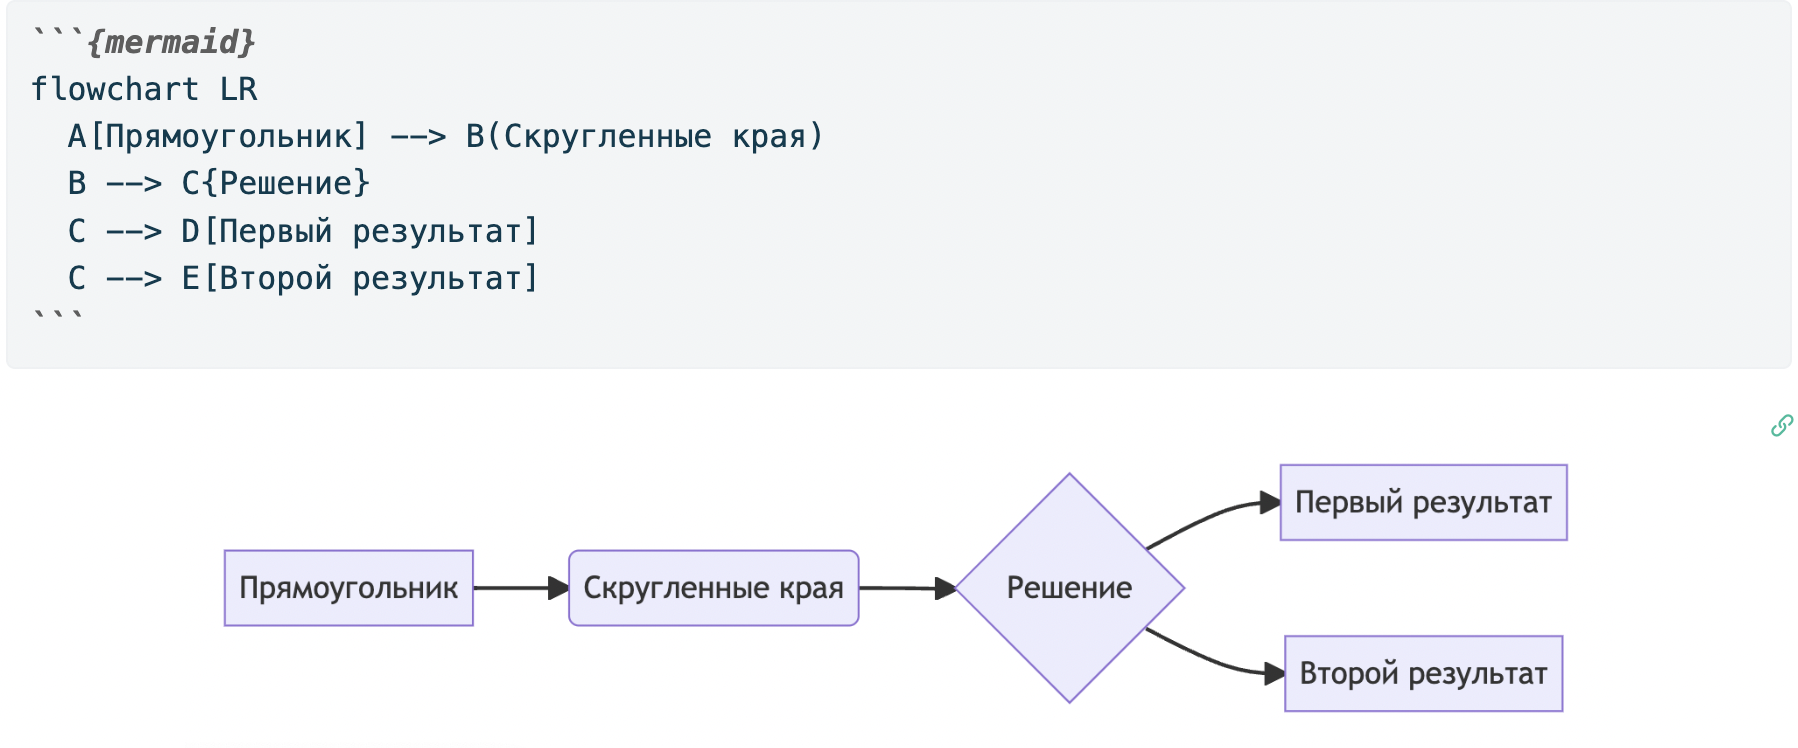 ```{mermaid}
flowchart LR
  A[Прямоугольник] --> B(Скругленные края)
  B --> C{Решение}
  C --> D[Первый результат]
  C --> E[Второй результат]
```
Прямоугольник
Скругленные края
Решение
Первый результат
Второй результат